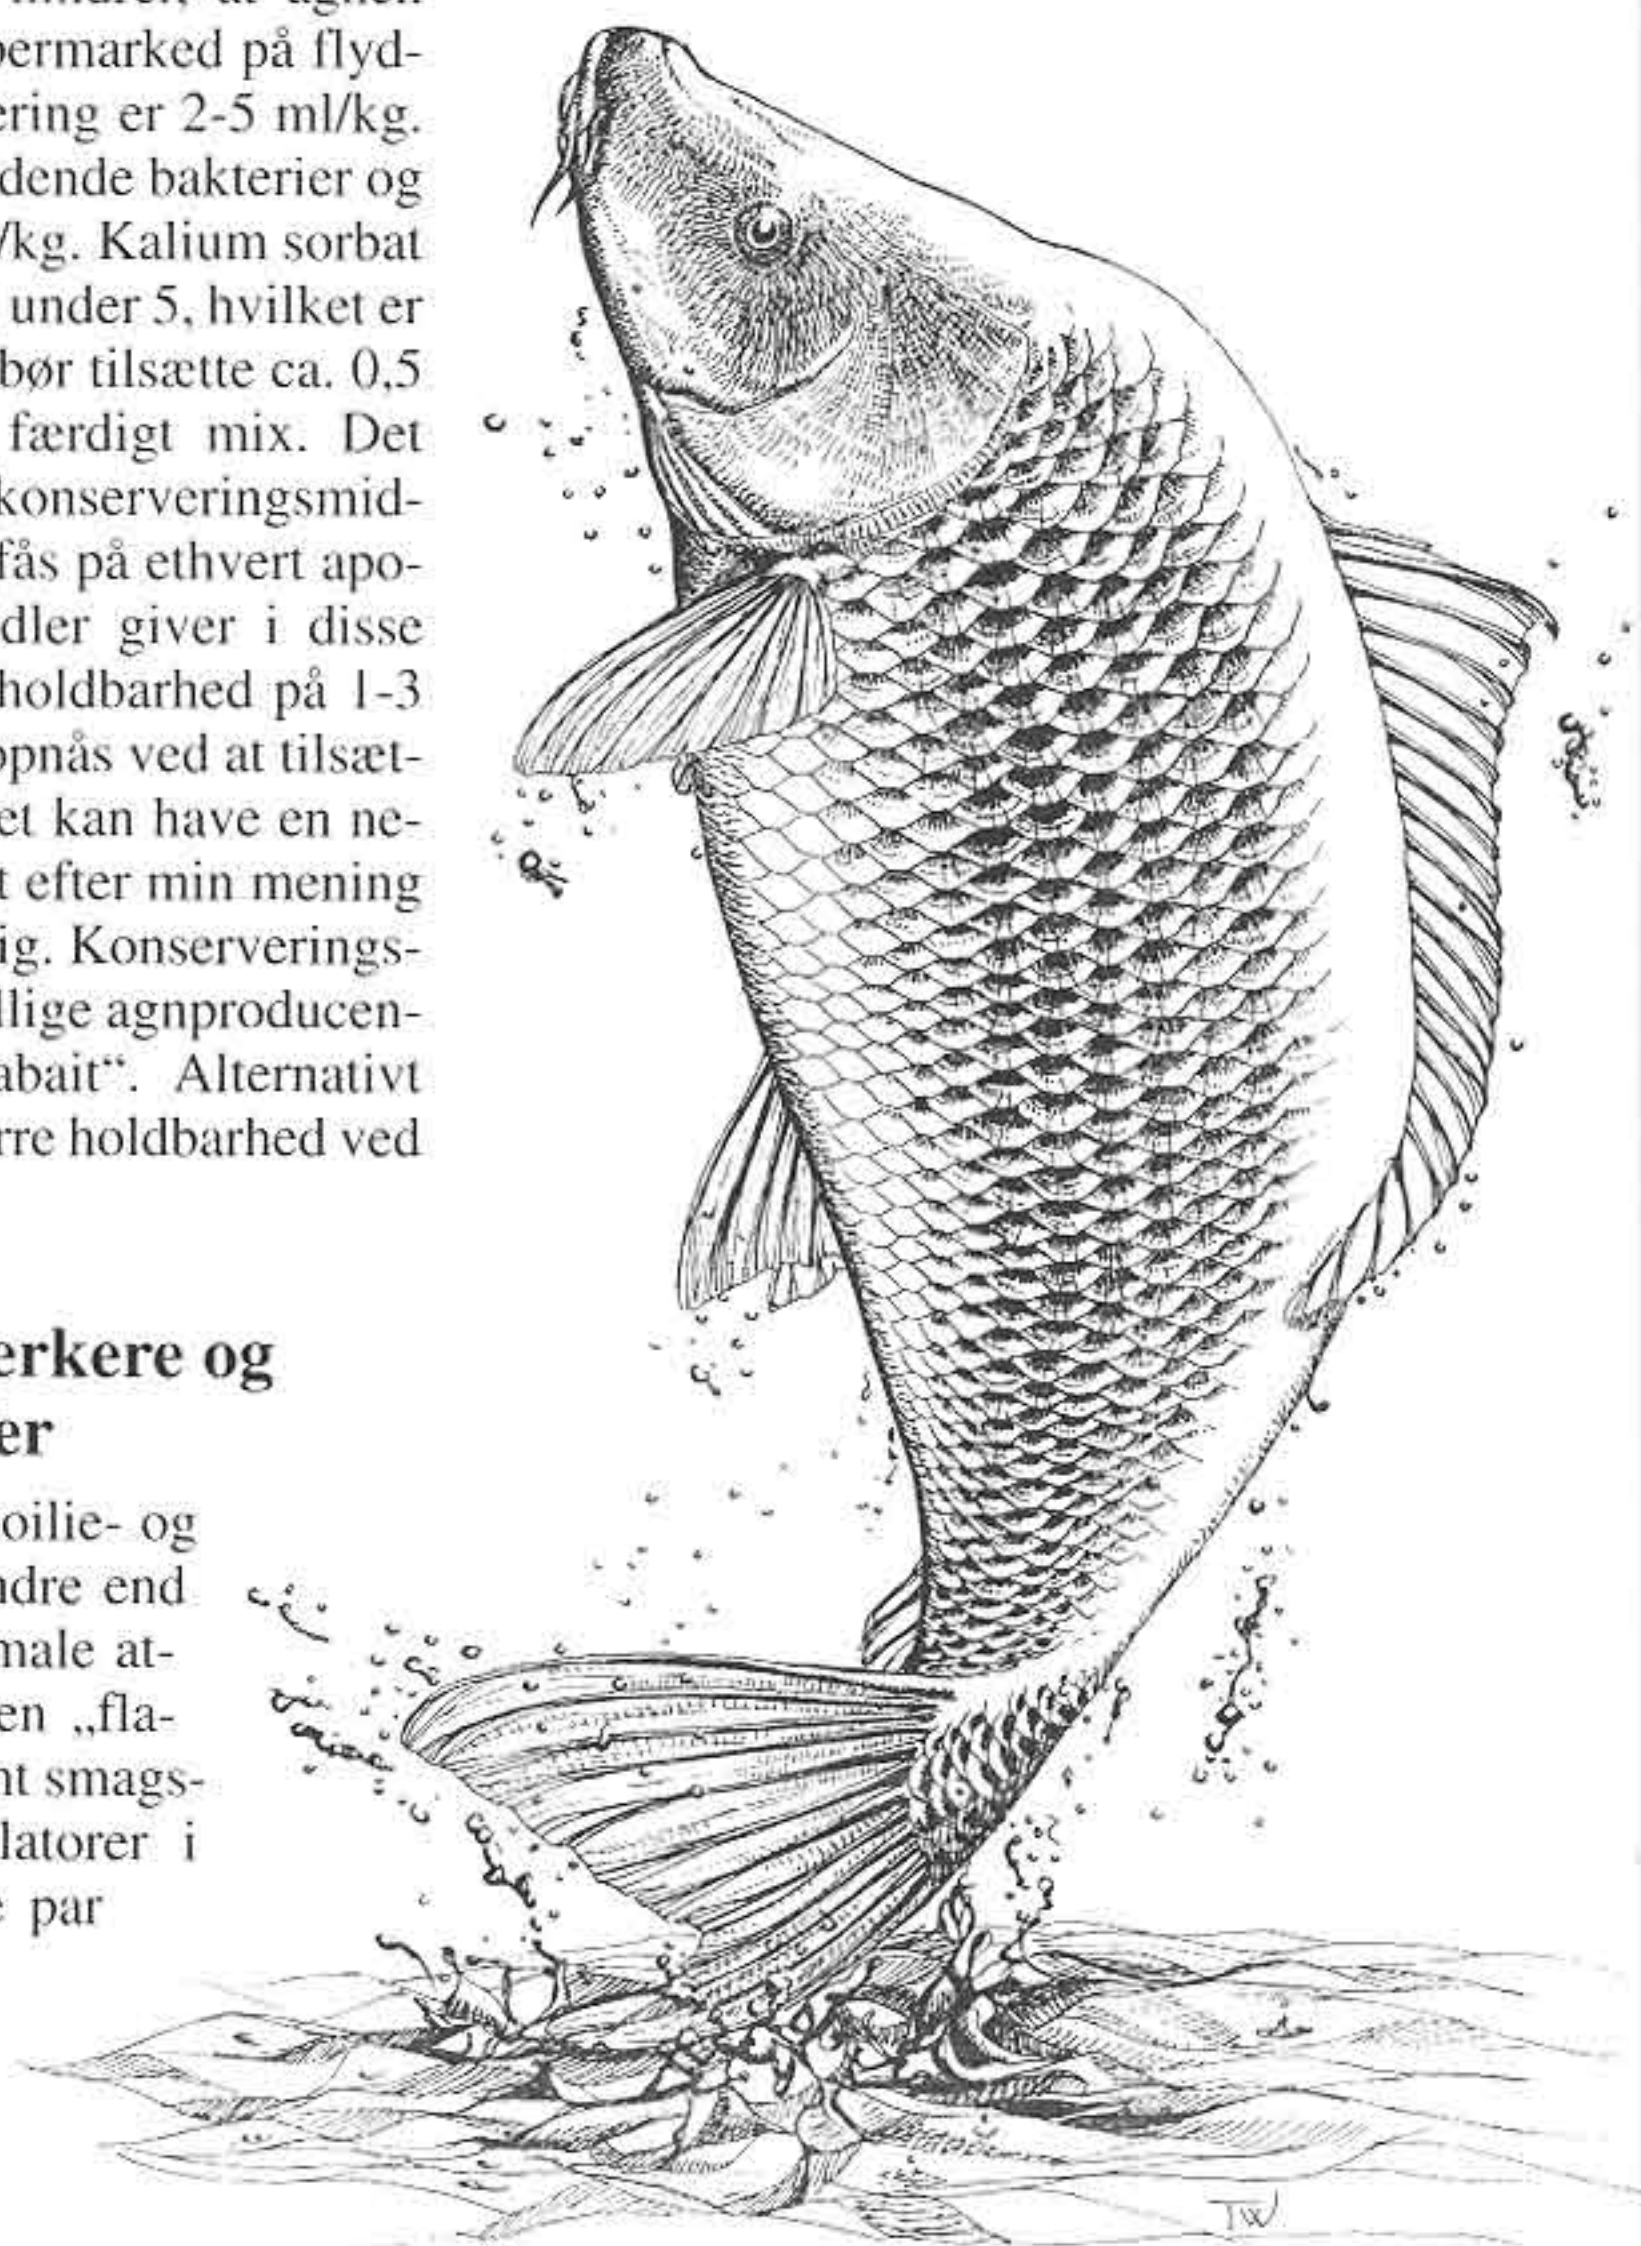 at agnen
permarked på flyd-
ering er 2-5 ml/kg.
dende bakterier og
/kg. Kalium sorbat
under 5, hvilket er
bør tilsætte ca. 0,5
færdigt mix. Det
konserveringsmid-
fås på ethvert apo-
dler giver i disse
holdbarhed på 1-3
opnås ved at tilsæt-
et kan have en ne-
t efter min mening
ig. Konserverings-
llige agnproducen-
abait“. Alternativt
rre holdbarhed ved
erkere og
er
oilie- og
ndre end
male at-
en „fla-
nt smags-
latorer i
par
TW